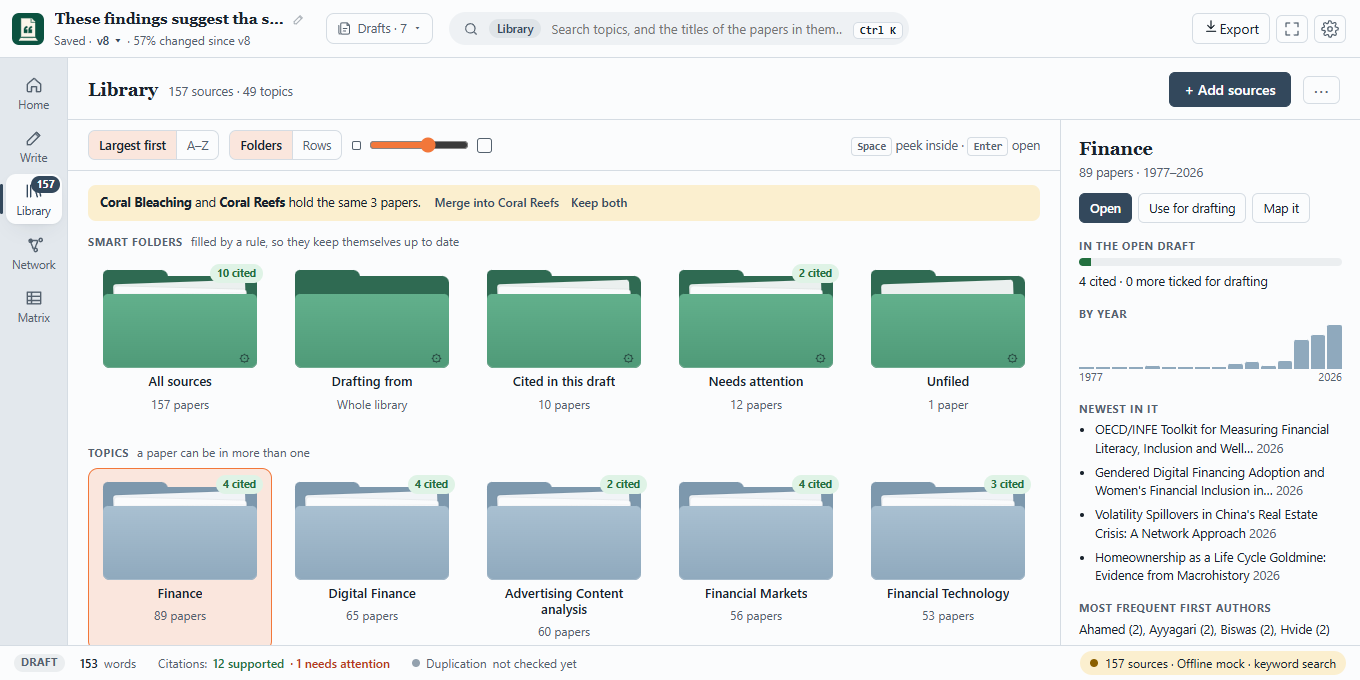 These findings suggest tha s...
Saved · v8 · 57% changed since v8
Drafts · 7
Library
Search topics, and the titles of the papers in them..
Ctrl K
Export
Home
Write
157
Library
Network
Matrix
Library
157 sources · 49 topics
+ Add sources
...
Largest first
A–Z
Folders
Rows
Space peek inside · Enter open
Coral Bleaching and Coral Reefs hold the same 3 papers. Merge into Coral Reefs Keep both
SMART FOLDERS filled by a rule, so they keep themselves up to date
10 cited
2 cited
All sources
157 papers
Drafting from
Whole library
Cited in this draft
10 papers
Needs attention
12 papers
Unfiled
1 paper
TOPICS a paper can be in more than one
4 cited
4 cited
2 cited
4 cited
3 cited
Finance
89 papers
Digital Finance
65 papers
Advertising Content
analysis
60 papers
Financial Markets
56 papers
Financial Technology
53 papers
Finance
89 papers · 1977–2026
Open
Use for drafting
Map it
IN THE OPEN DRAFT
4 cited · 0 more ticked for drafting
BY YEAR
1977
2026
NEWEST IN IT
• OECD/INFE Toolkit for Measuring Financial
Literacy, Inclusion and Well... 2026
• Gendered Digital Financing Adoption and
Women's Financial Inclusion in... 2026
• Volatility Spillovers in China's Real Estate
Crisis: A Network Approach 2026
• Homeownership as a Life Cycle Goldmine:
Evidence from Macrohistory 2026
MOST FREQUENT FIRST AUTHORS
Ahamed (2), Ayyagari (2), Biswas (2), Hvide (2)
DRAFT
153 words
Citations: 12 supported · 1 needs attention
Duplication not checked yet
157 sources · Offline mock · keyword search